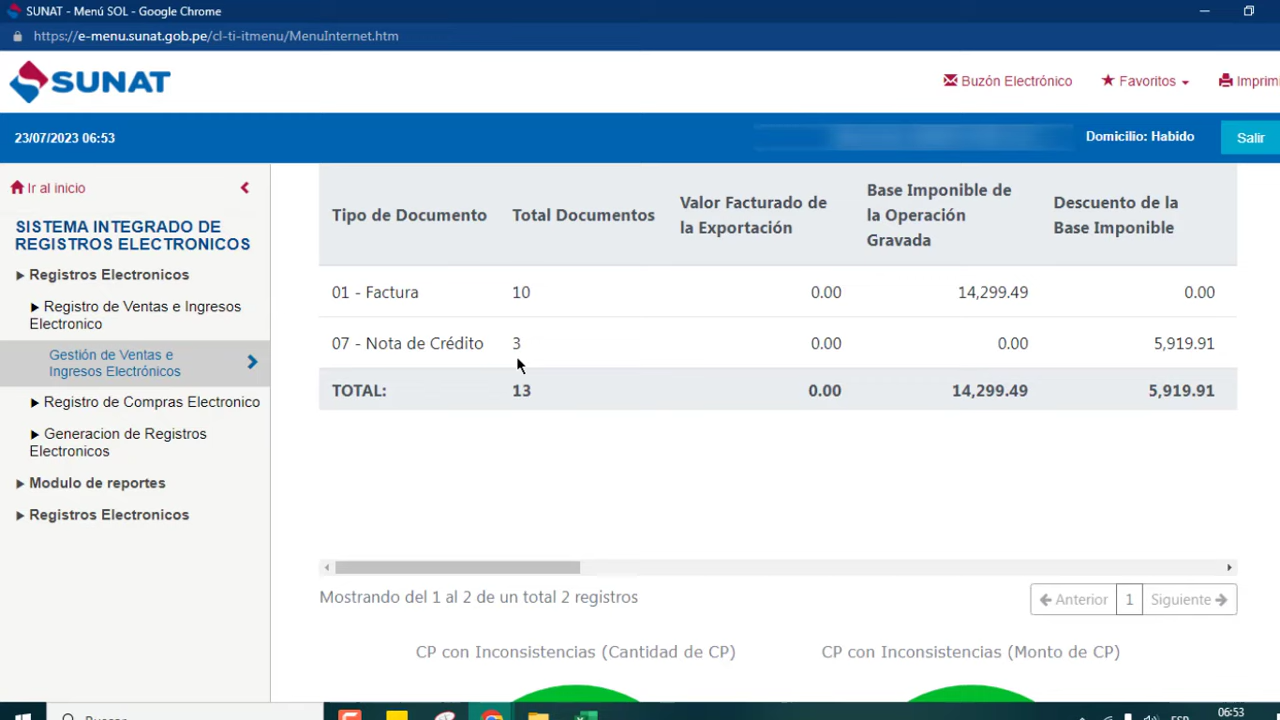 SUNAT - Menú SOL - Google Chrome
https://e-menu.sunat.gob.pe/cl-ti-itmenu/MenuInternet.htm
SUNAT
Buzón Electrónico
Favoritos
Imprimi
23/07/2023 06:53
Domicilio: Habido
Salir
Ir al inicio
SISTEMA INTEGRADO DE
REGISTROS ELECTRONICOS
Registros Electronicos
Registro de Ventas e Ingresos
Electronico
Gestión de Ventas e
Ingresos Electrónicos
Registro de Compras Electronico
Generacion de Registros
Electronicos
Modulo de reportes
Registros Electronicos
Tipo de Documento
Total Documentos
Valor Facturado de
la Exportación
Base Imponible de
la Operación
Gravada
Descuento de la
Base Imponible
01 - Factura 10 0.00 14,299.49 0.00
07 - Nota de Crédito 3 0.00 0.00 5,919.91
TOTAL: 13 0.00 14,299.49 5,919.91
Mostrando del 1 al 2 de un total 2 registros
Anterior 1 Siguiente
CP con Inconsistencias (Cantidad de CP)
CP con Inconsistencias (Monto de CP)
Buscar
06:53